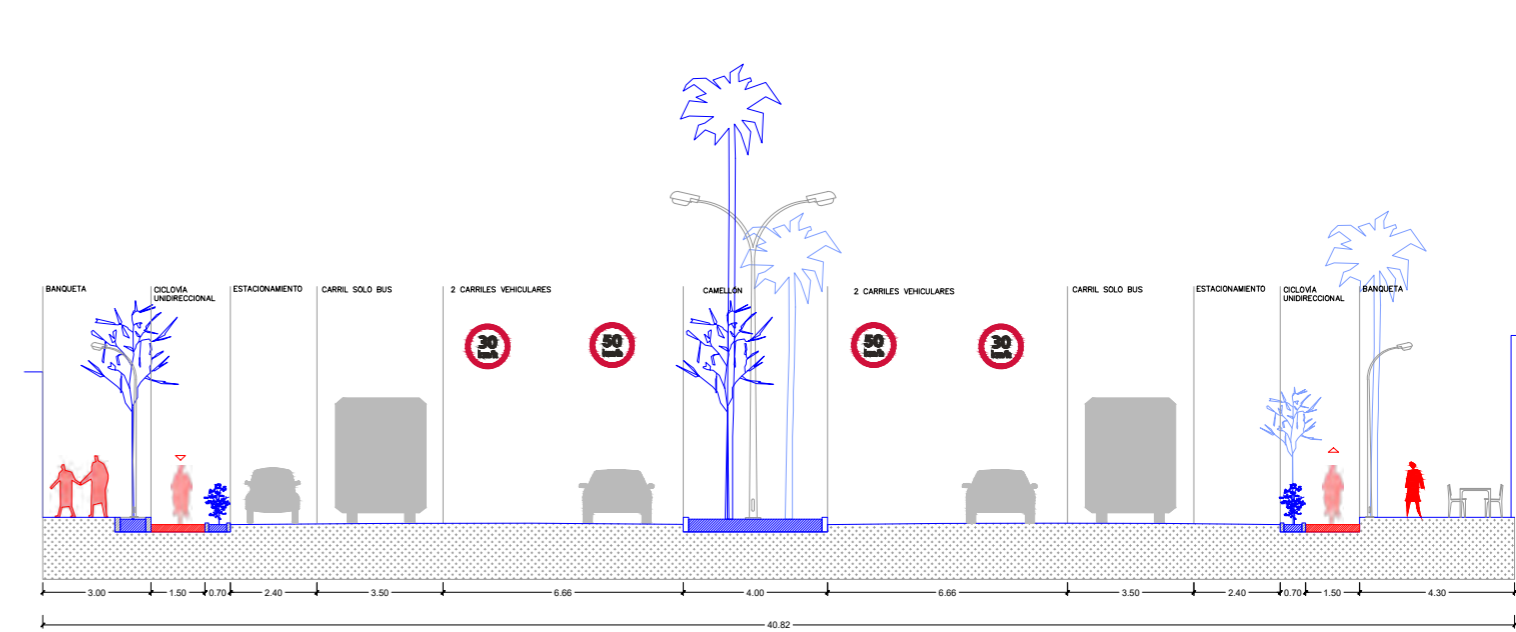 BANQUETA
CICLOVÍA
UNIDIRECCIONAL
ESTACIONAMIENTO
CARRIL SOLO BUS
2 CARRILES VEHICULARES
CAMELLÓN
2 CARRILES VEHICULARES
CARRIL SOLO BUS
ESTACIONAMIENTO
CICLOVÍA
UNIDIRECCIONAL
BANQUETA
30
km/h
50
km/h
50
km/h
30
km/h
3.00 1.50 0.70 2.40 3.50 6.66 4.00 6.66 3.50 2.40 0.70 1.50 4.30
40.82